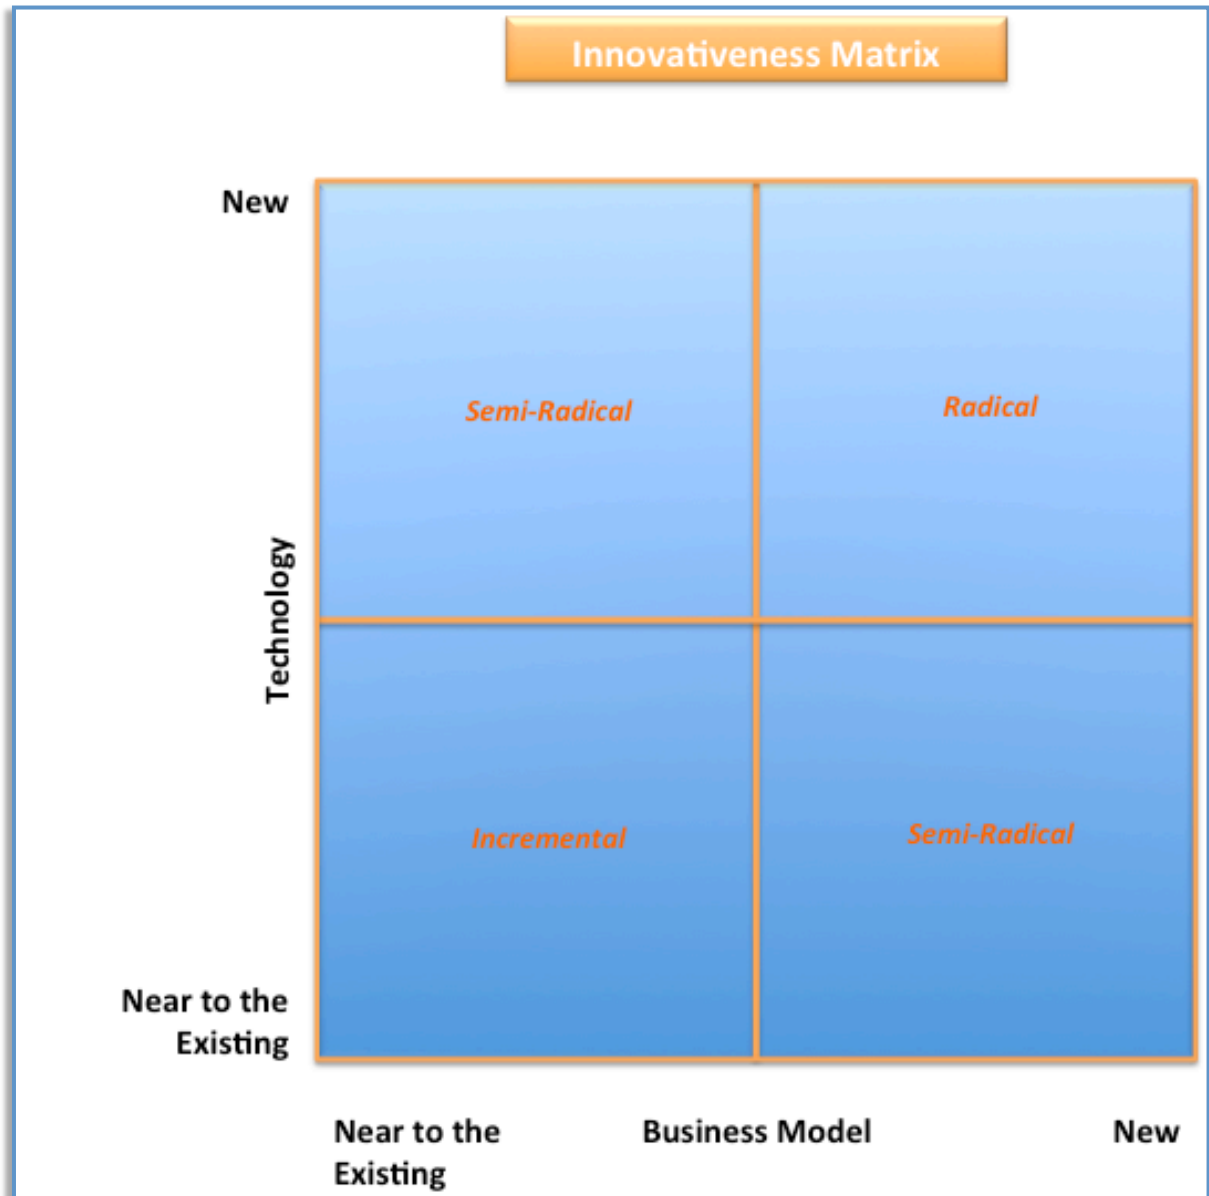 Innovativeness Matrix
New
Semi-Radical
Radical
Technology
Incremental
Semi-Radical
Near to the
Existing
Near to the
Existing
Business Model
New